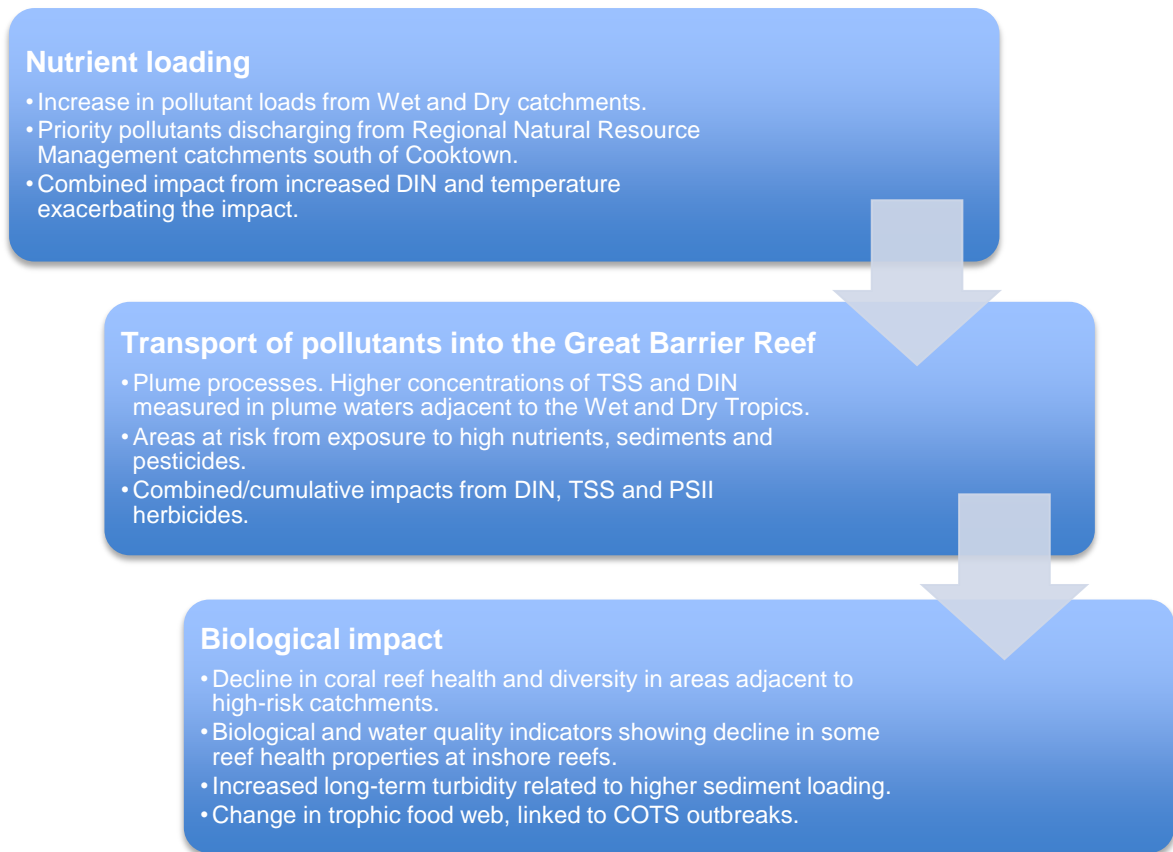 Nutrient loading
• Increase in pollutant loads from Wet and Dry catchments.
• Priority pollutants discharging from Regional Natural Resource
Management catchments south of Cooktown.
• Combined impact from increased DIN and temperature
exacerbating the impact.
Transport of pollutants into the Great Barrier Reef
• Plume processes. Higher concentrations of TSS and DIN
measured in plume waters adjacent to the Wet and Dry Tropics.
• Areas at risk from exposure to high nutrients, sediments and
pesticides.
• Combined/cumulative impacts from DIN, TSS and PSII
herbicides.
Biological impact
• Decline in coral reef health and diversity in areas adjacent to
high-risk catchments.
• Biological and water quality indicators showing decline in some
reef health properties at inshore reefs.
• Increased long-term turbidity related to higher sediment loading.
• Change in trophic food web, linked to COTS outbreaks.